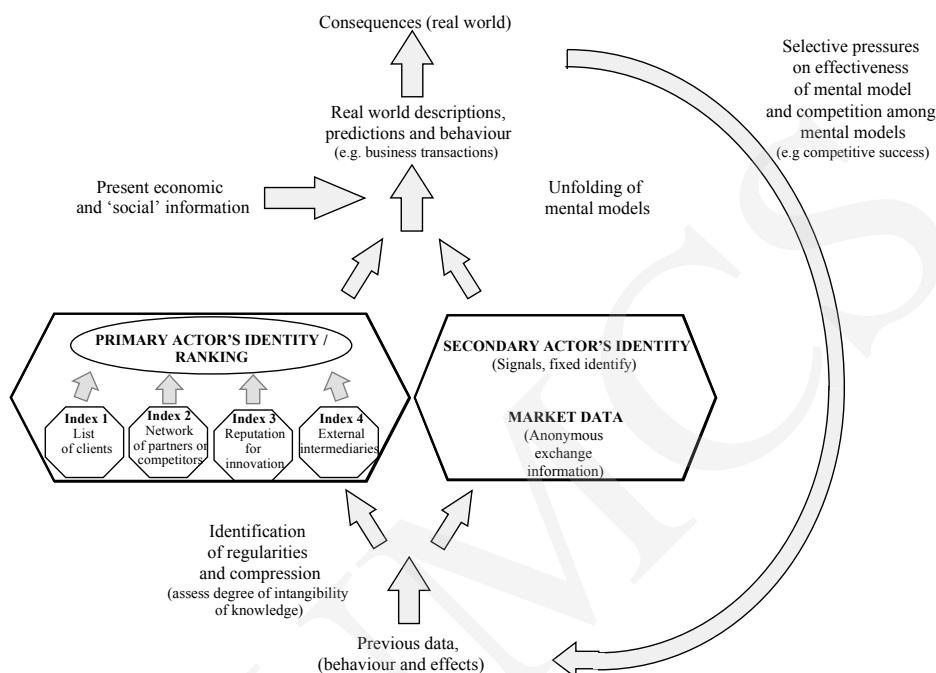 Consequences (real world)
Selective pressures
on effectiveness
of mental model
and competition among
mental models
(e.g competitive success)
Real world descriptions,
predictions and behaviour
(e.g. business transactions)
Present economic
and ‘social’ information
Unfolding of
mental models
PRIMARY ACTOR’S IDENTITY /
RANKING
Index 1
List
of clients
Index 2
Network
of partners or
competitors
Index 3
Reputation
for
innovation
Index 4
External
intermediaries
SECONDARY ACTOR’S IDENTITY
(Signals, fixed identify)
MARKET DATA
(Anonymous
exchange
information)
Identification
of regularities
and compression
(assess degree of intangibility
of knowledge)
Previous data,
(behaviour and effects)
UMCS